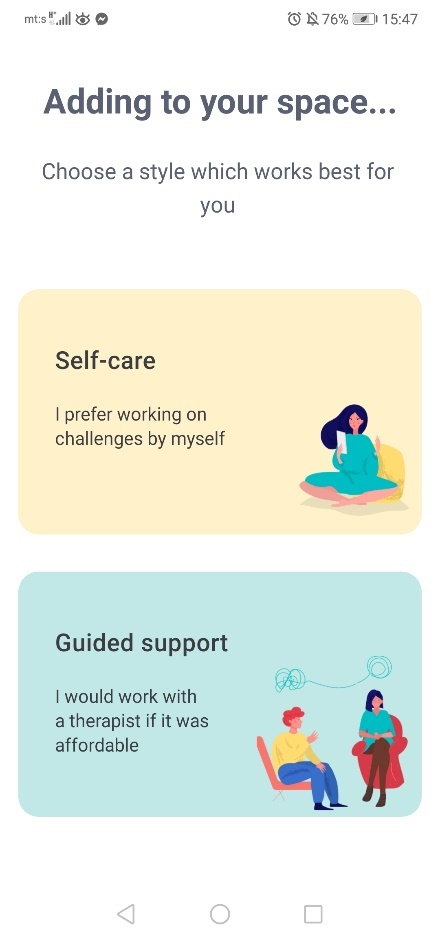 mt:s 76% 15:47
Adding to your space...
Choose a style which works best for
you
Self-care
I prefer working on
challenges by myself
Guided support
I would work with
a therapist if it was
affordable